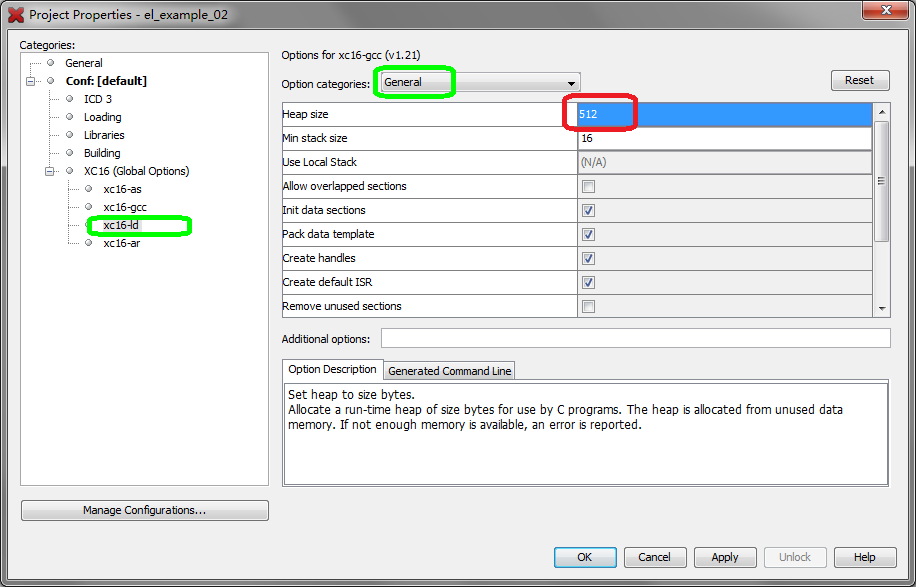 Project Properties - el_example_02
Categories:
General
Conf: [default]
ICD 3
Loading
Libraries
Building
XC16 (Global Options)
xc16-as
xc16-gcc
xc16-ld
xc16-ar
Manage Configurations...
Options for xc16-gcc (v1.21)
Option categories: General
Reset
Heap size 512
Min stack size 16
Use Local Stack (N/A)
Allow overlapped sections
Init data sections
Pack data template
Create handles
Create default ISR
Remove unused sections
Additional options:
Option Description Generated Command Line
Set heap to size bytes.
Allocate a run-time heap of size bytes for use by C programs. The heap is allocated from unused data
memory. If not enough memory is available, an error is reported.
OK Cancel Apply Unlock Help